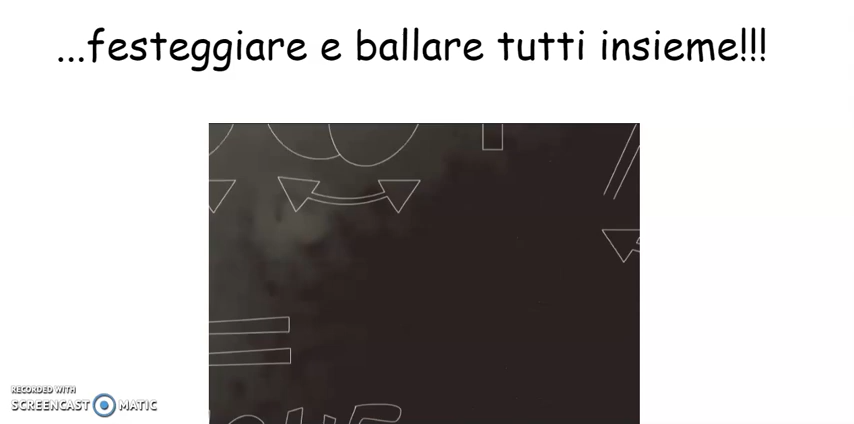 ...festeggiare e ballare tutti insieme!!!
RECORDED WITH
SCREENCAST MATIC